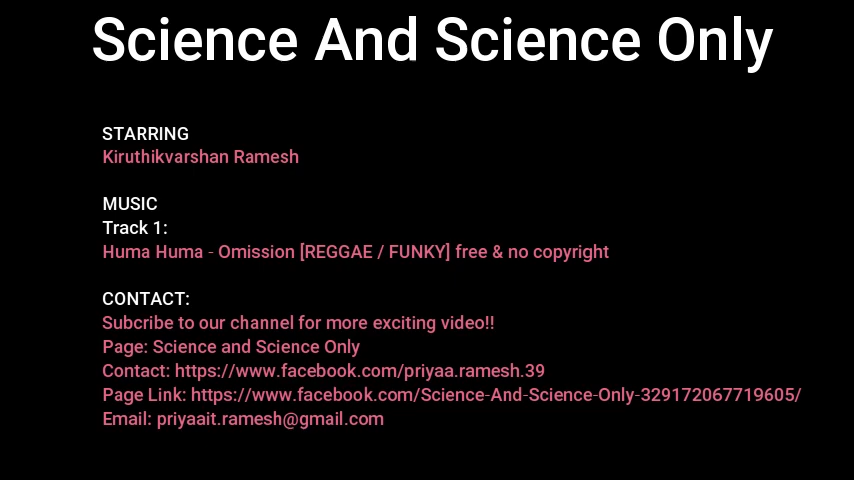 Science And Science Only
STARRING
Kiruthikvarshan Ramesh
MUSIC
Track 1:
Huma Huma - Omission [REGGAE / FUNKY] free & no copyright
CONTACT:
Subcribe to our channel for more exciting video!!
Page: Science and Science Only
Contact: https://www.facebook.com/priyaa.ramesh.39
Page Link: https://www.facebook.com/Science-And-Science-Only-329172067719605/
Email: priyaait.ramesh@gmail.com